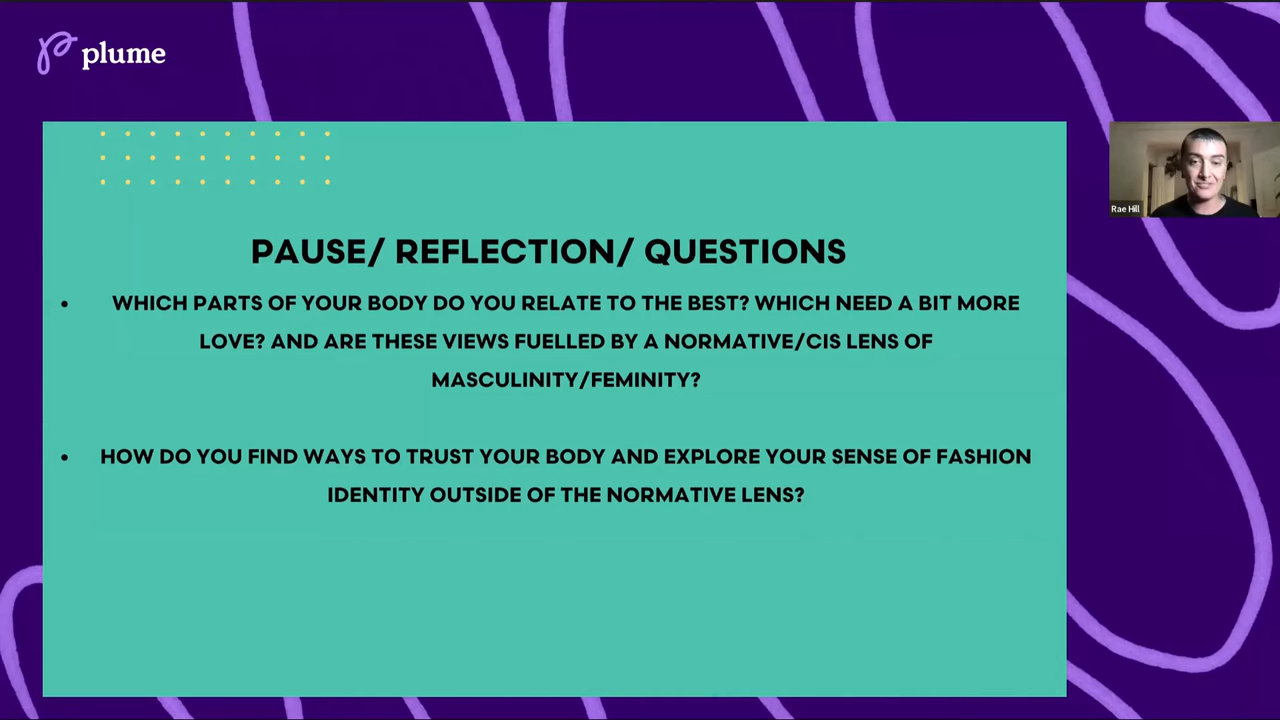 plume
PAUSE/ REFLECTION/ QUESTIONS
• WHICH PARTS OF YOUR BODY DO YOU RELATE TO THE BEST? WHICH NEED A BIT MORE
LOVE? AND ARE THESE VIEWS FUELLED BY A NORMATIVE/CIS LENS OF
MASCULINITY/FEMINITY?
• HOW DO YOU FIND WAYS TO TRUST YOUR BODY AND EXPLORE YOUR SENSE OF FASHION
IDENTITY OUTSIDE OF THE NORMATIVE LENS?
Rae Hill